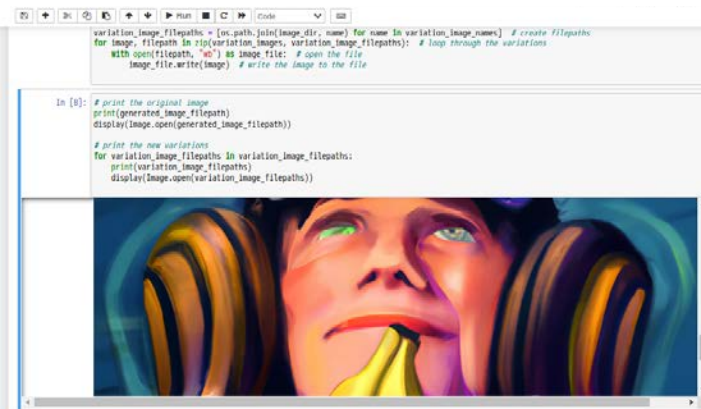 Run Code
variation_image_filepaths = [os.path.join(image_dir, name) for name in variation_image_names]  # create filepaths
for image, filepath in zip(variation_images, variation_image_filepaths):  # loop through the variations
    with open(filepath, "wb") as image_file:  # open the file
        image_file.write(image)  # write the image to the file
In [8]: # print the original image
print(generated_image_filepath)
display(Image.open(generated_image_filepath))
# print the new variations
for variation_image_filepaths in variation_image_filepaths:
    print(variation_image_filepaths)
    display(Image.open(variation_image_filepaths))